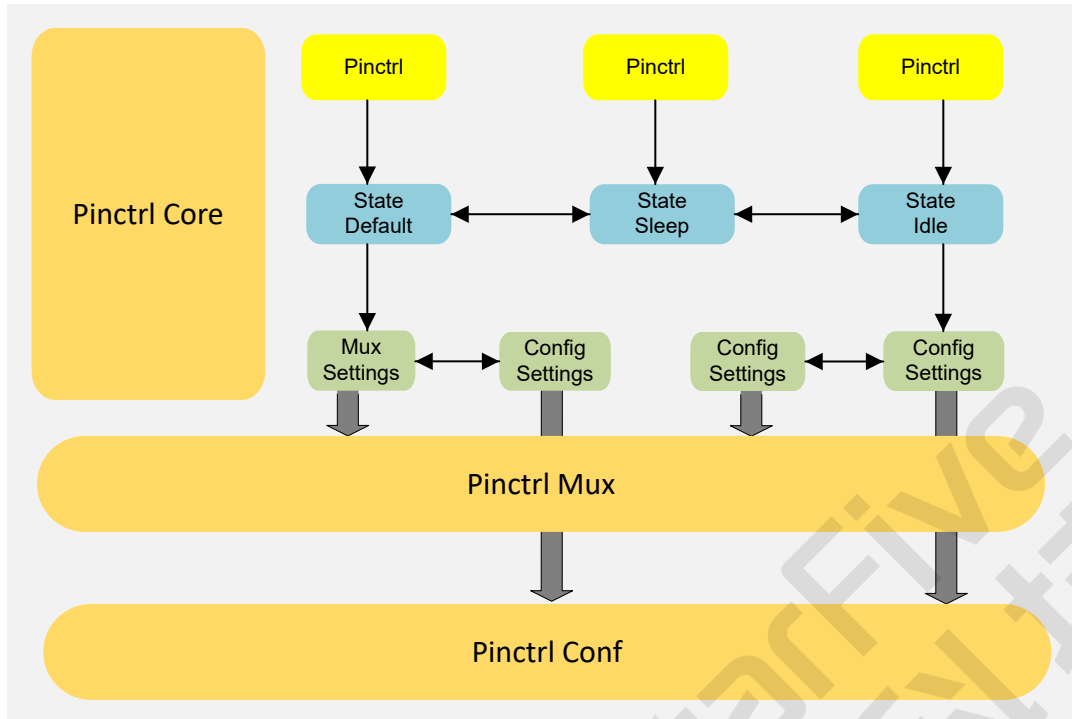 Pinctrl
Pinctrl
Pinctrl
Pinctrl Core
State
Default
State
Sleep
State
Idle
Mux
Settings
Config
Settings
Config
Settings
Config
Settings
Pinctrl Mux
Pinctrl Conf